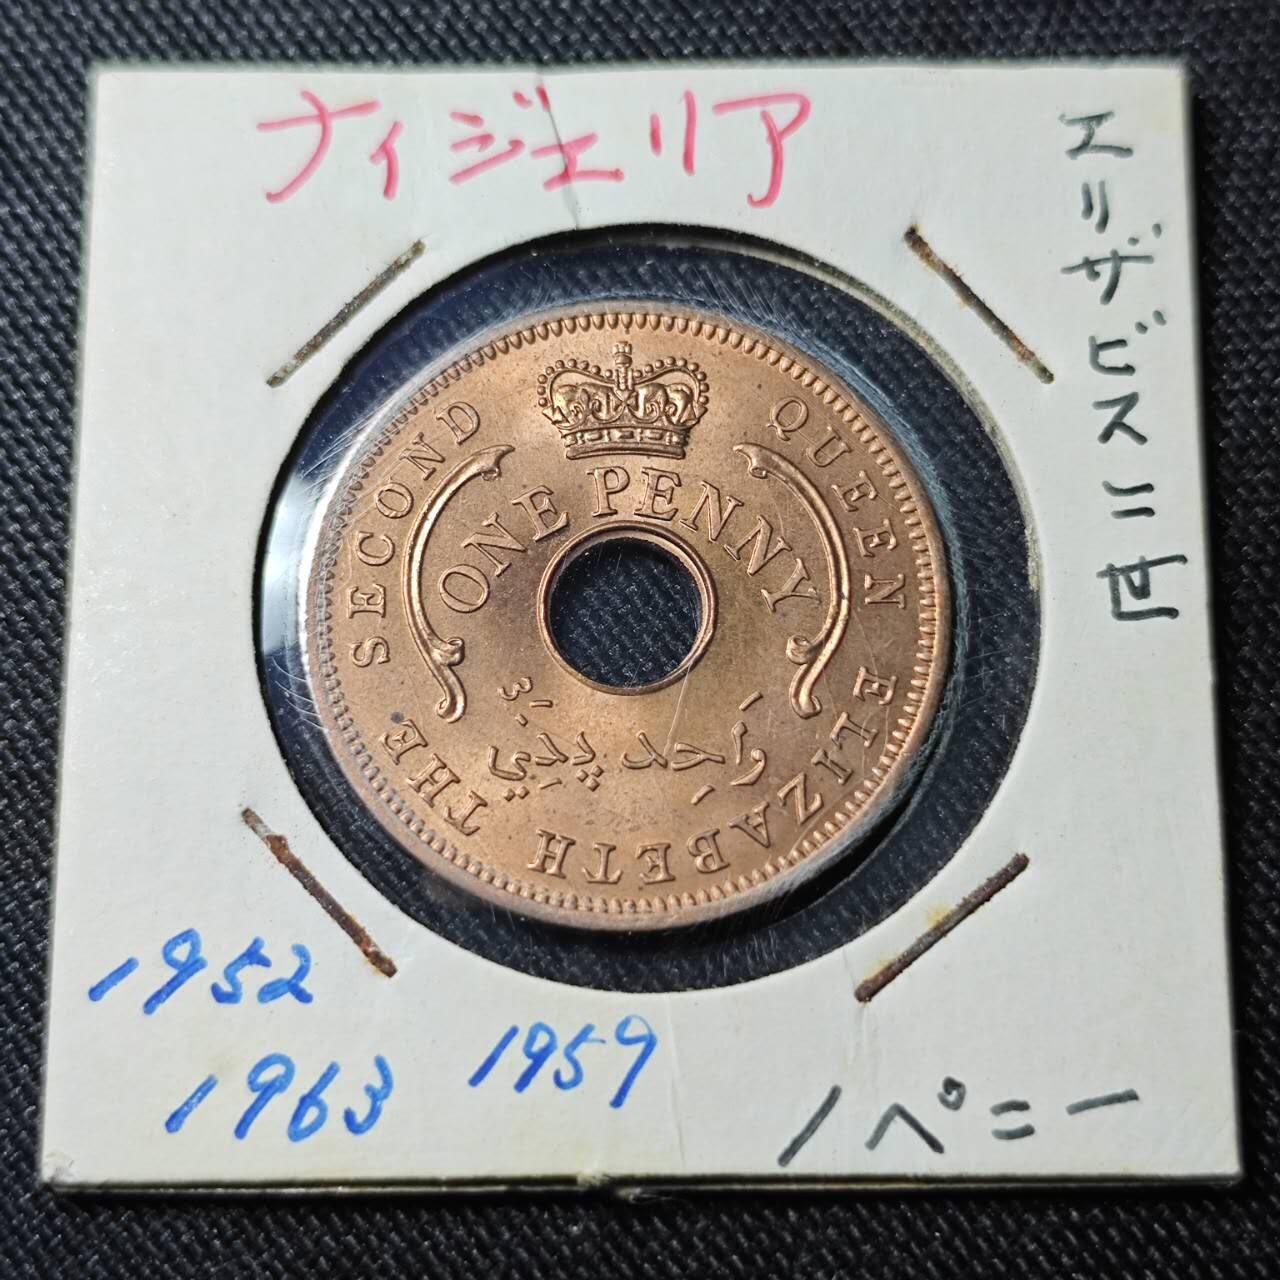 ナイジェリア
エリザビス二世
QUEEN ELIZABETH THE SECOND
ONE PENNY
1952
1959
1963
1ペニー